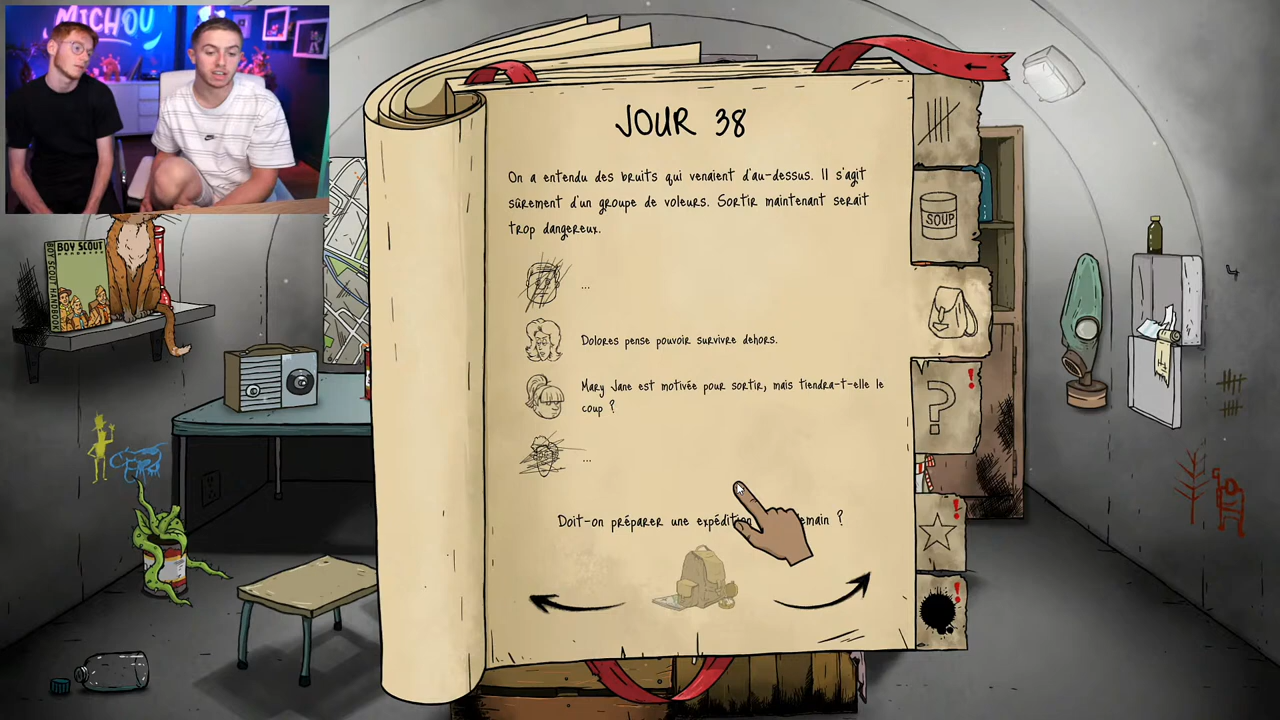 MICHOU
JOUR 38
On a entendu des bruits qui venaient d'au-dessus. Il s'agit
sûrement d'un groupe de voleurs. Sortir maintenant serait
trop dangereux.
...
Dolores pense pouvoir survivre dehors.
Mary Jane est motivée pour sortir, mais tiendra-t-elle le
coup ?
...
Doit-on préparer une expédition demain ?
SOUP
?
!
!
!
BOY SCOUT
BOY SCOUT HANDBOOK